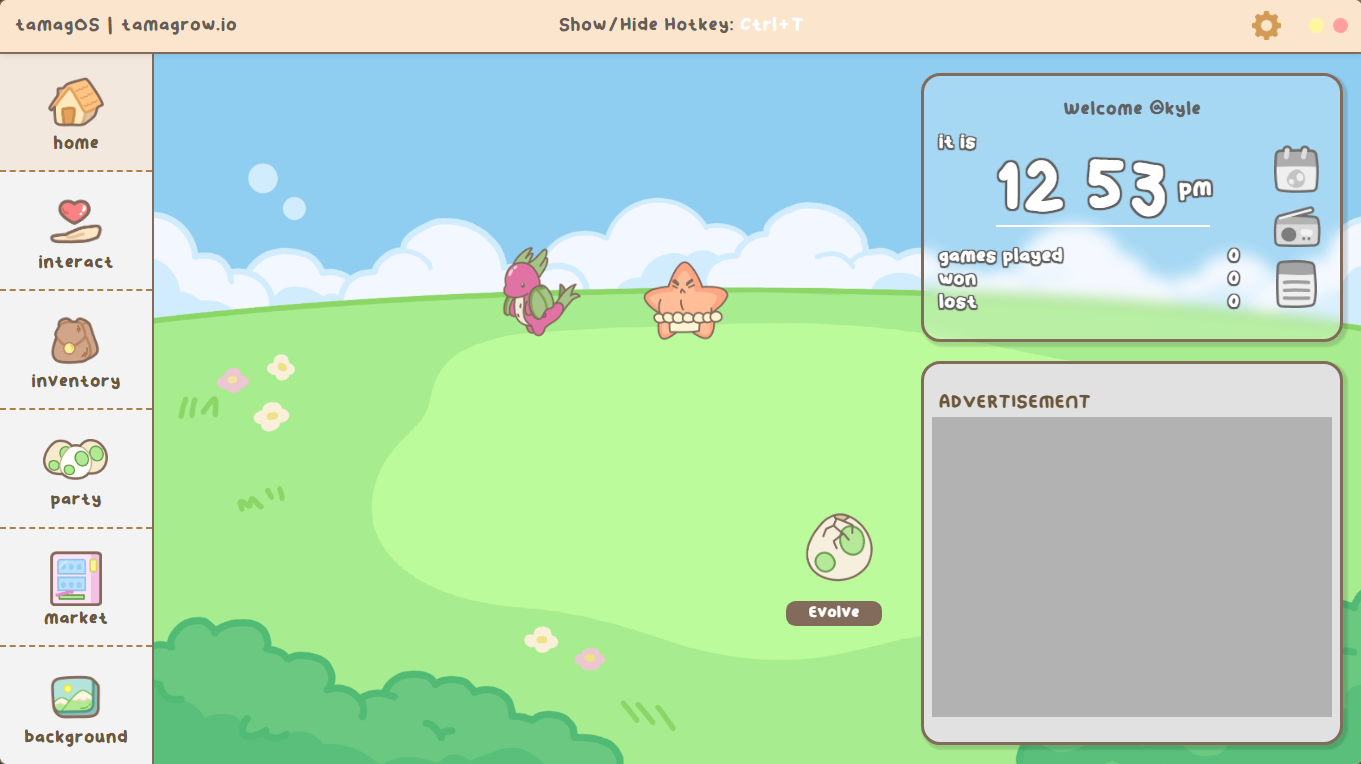 tamagOS | tamagrow.io
Show/Hide Hotkey: Ctrl+T
home
interact
inventory
party
market
background
Welcome @kyle
it is
12 53 pm
games played 0
won 0
lost 0
ADVERTISEMENT
Evolve